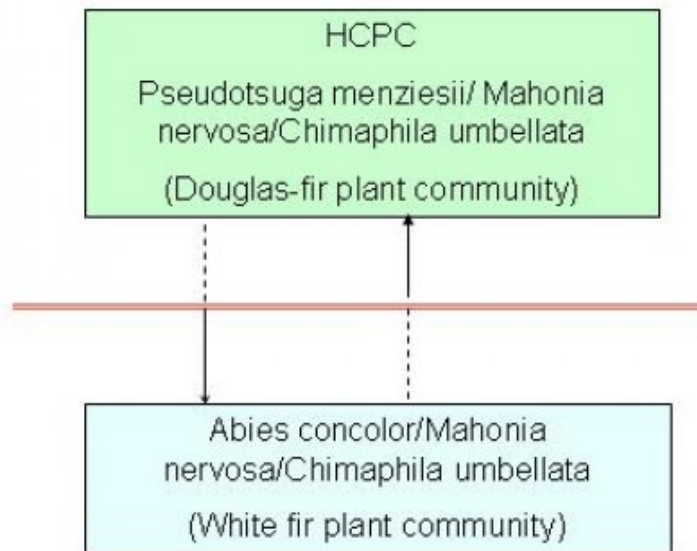 HCPC
Pseudotsuga menziesii/ Mahonia
nervosa/Chimaphila umbellata
(Douglas-fir plant community)
Abies concolor/Mahonia
nervosa/Chimaphila umbellata
(White fir plant community)